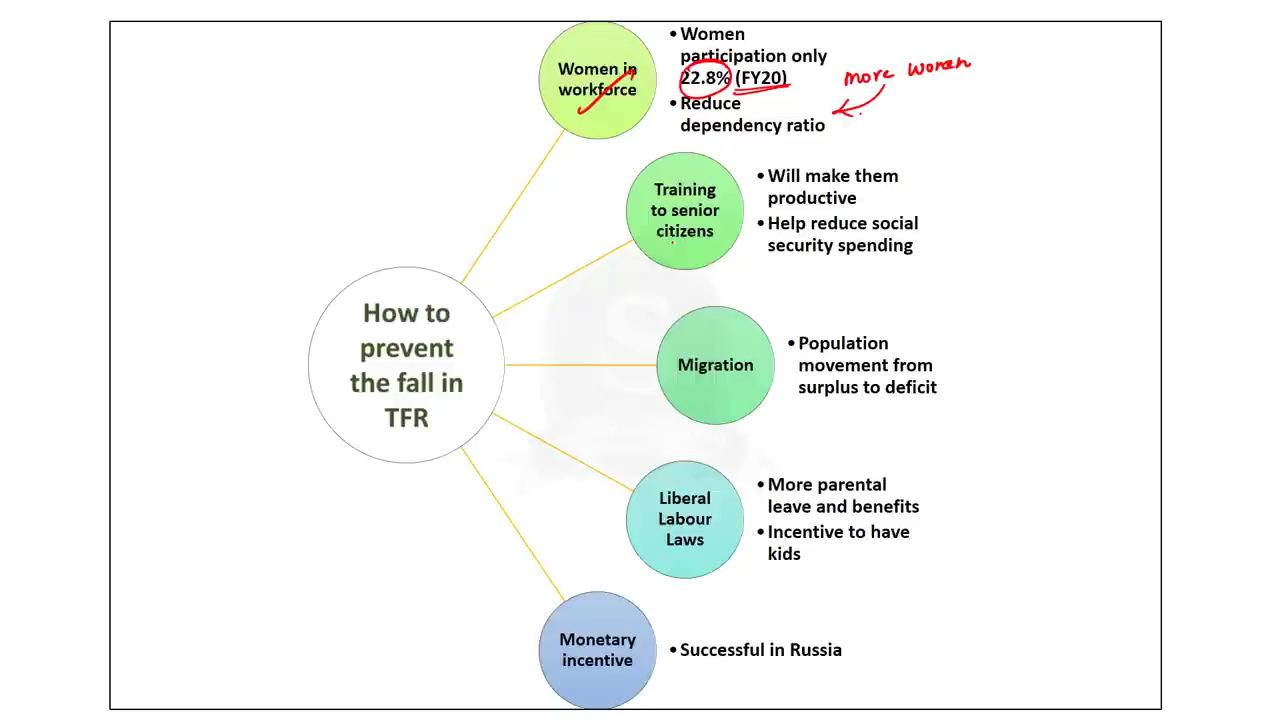 Women in
workforce
• Women
participation only
22.8% (FY20)
• Reduce
dependency ratio
more women
Training
to senior
citizens
• Will make them
productive
• Help reduce social
security spending
How to
prevent
the fall in
TFR
Migration
• Population
movement from
surplus to deficit
Liberal
Labour
Laws
• More parental
leave and benefits
• Incentive to have
kids
Monetary
incentive
• Successful in Russia